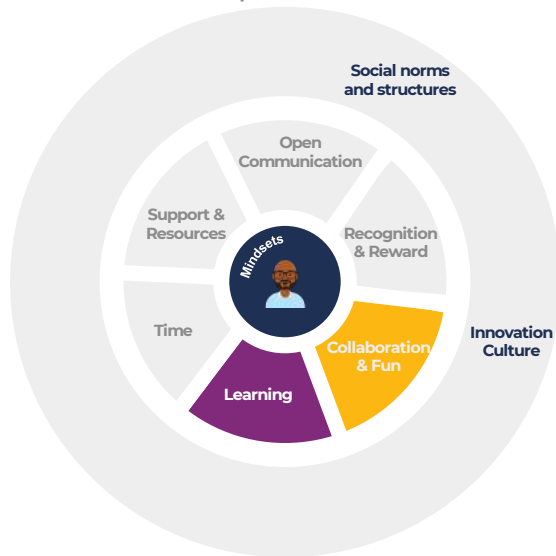 Social norms
and structures
Open
Communication
Support &
Resources
Recognition
& Reward
Mindsets
Time
Innovation
Culture
Collaboration
& Fun
Learning